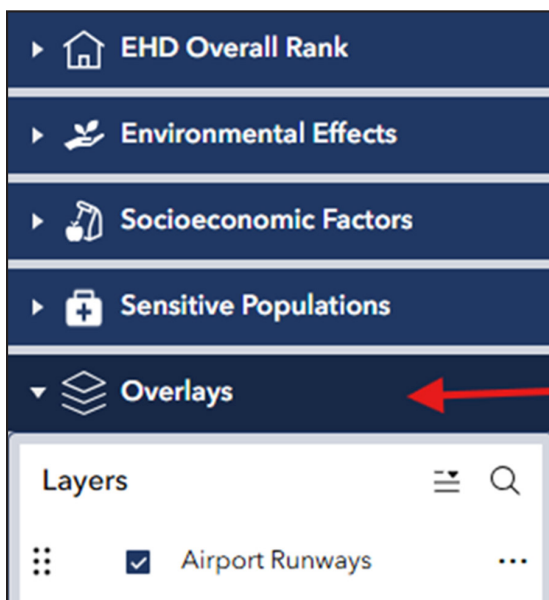 EHD Overall Rank
Environmental Effects
Socioeconomic Factors
Sensitive Populations
Overlays
Layers
Airport Runways